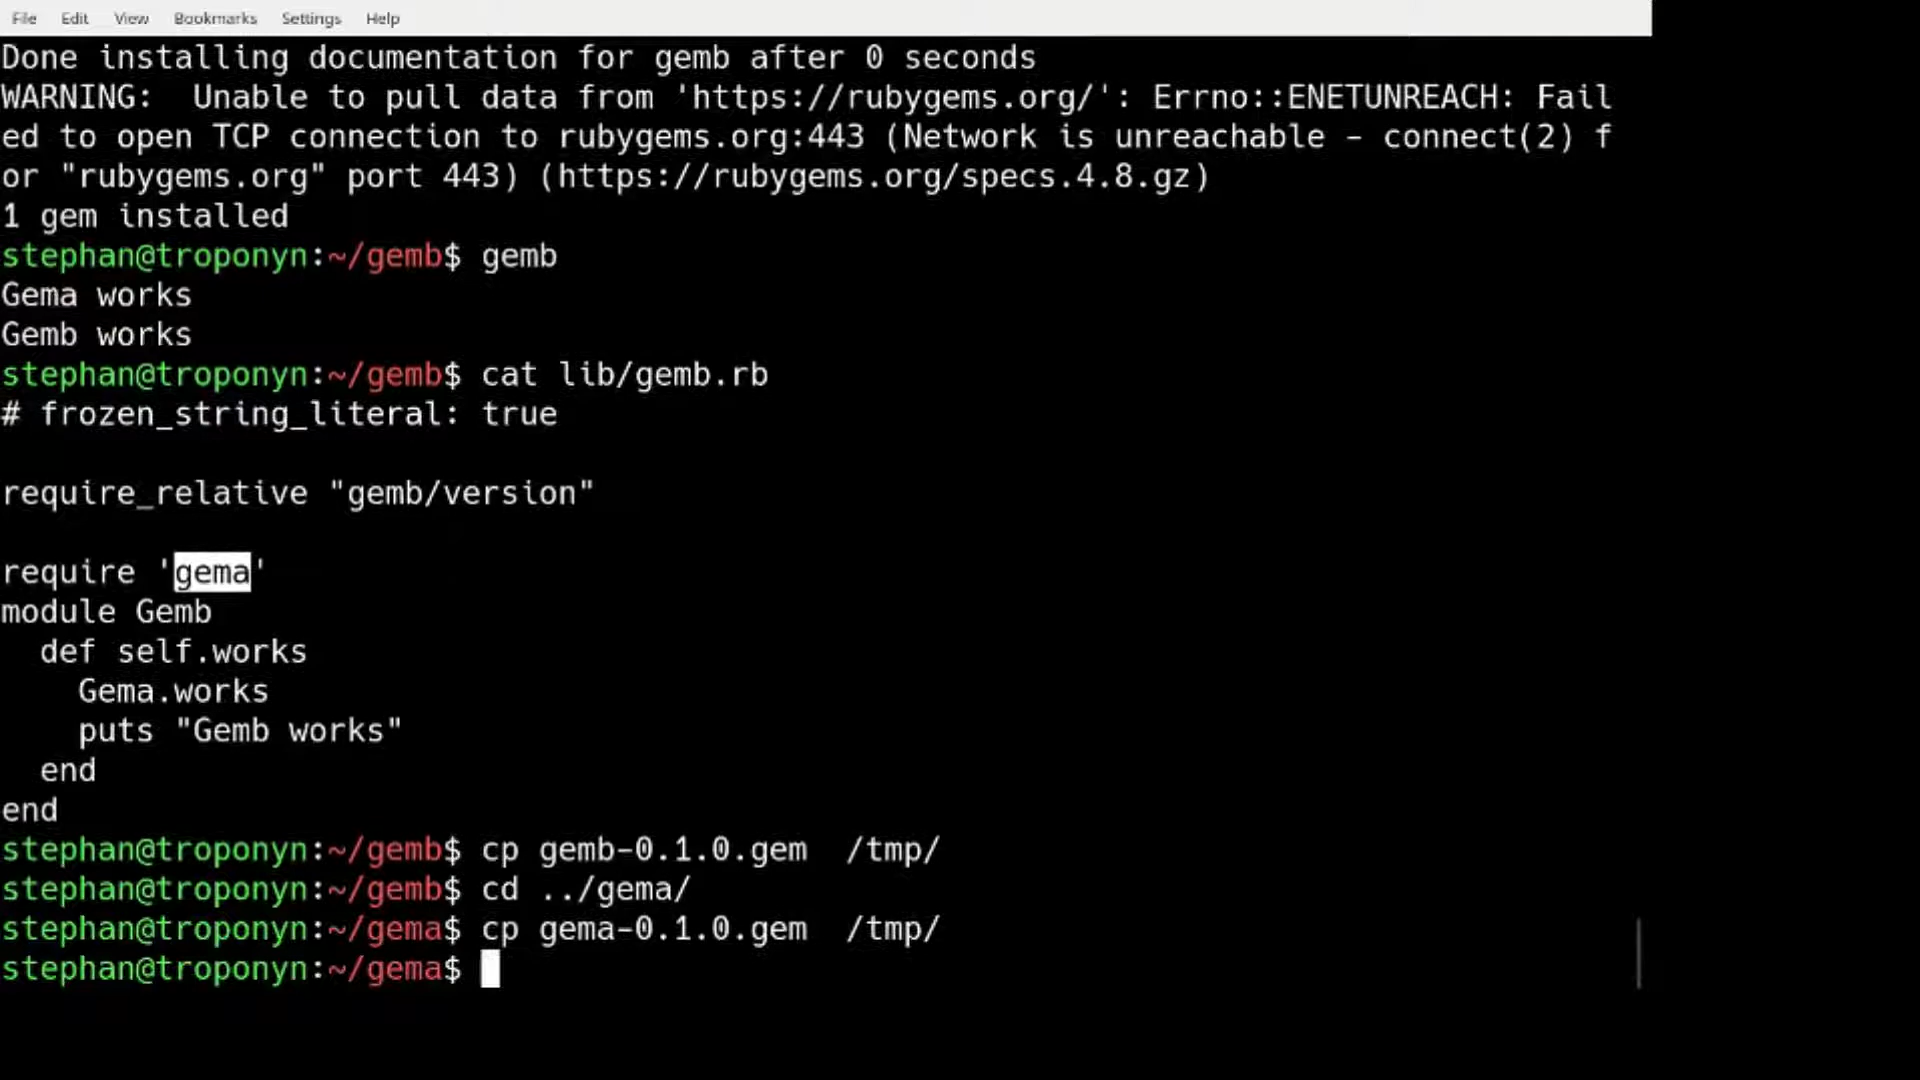 File Edit View Bookmarks Settings Help
Done installing documentation for gemb after 0 seconds
WARNING:  Unable to pull data from 'https://rubygems.org/': Errno::ENETUNREACH: Fail
ed to open TCP connection to rubygems.org:443 (Network is unreachable - connect(2) f
or "rubygems.org" port 443) (https://rubygems.org/specs.4.8.gz)
1 gem installed
stephan@troponyn:~/gemb$ gemb
Gema works
Gemb works
stephan@troponyn:~/gemb$ cat lib/gemb.rb
# frozen_string_literal: true

require_relative "gemb/version"

require 'gema'
module Gemb
  def self.works
    Gema.works
    puts "Gemb works"
  end
end
stephan@troponyn:~/gemb$ cp gemb-0.1.0.gem  /tmp/
stephan@troponyn:~/gemb$ cd ../gema/
stephan@troponyn:~/gema$ cp gema-0.1.0.gem  /tmp/
stephan@troponyn:~/gema$